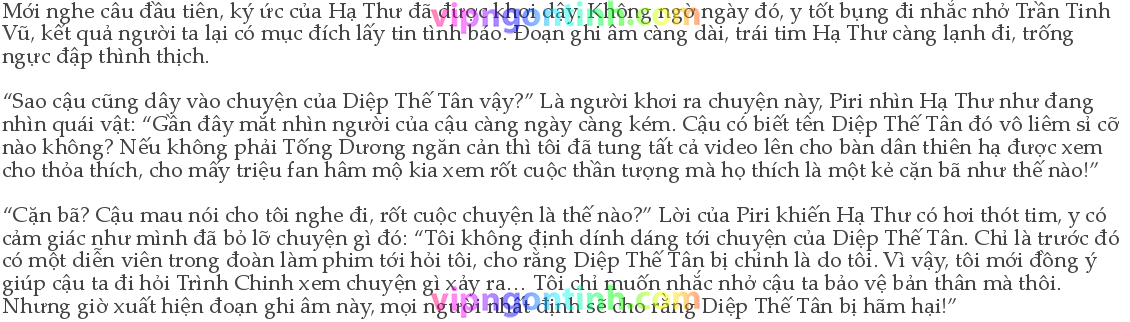 Mới nghe câu đầu tiên, ký ức của Hạ Thư đã được khơi dậy. Không ngờ ngày đó, y tốt bụng đi nhắc nhở Trần Tinh
Vũ, kết quả người ta lại có mục đích lấy tin tình báo. Đoạn ghi âm càng dài, trái tim Hạ Thư càng lạnh đi, trống
ngực đập thình thịch.
“Sao cậu cũng dây vào chuyện của Diệp Thế Tân vậy?” Là người khơi ra chuyện này, Piri nhìn Hạ Thư như đang
nhìn quái vật: “Gần đây mắt nhìn người của cậu càng ngày càng kém. Cậu có biết tên Diệp Thế Tân đó vô liêm sỉ cỡ
nào không? Nếu không phải Tống Dương ngăn cản thì tôi đã tung tất cả video lên cho bàn dân thiên hạ được xem
cho thỏa thích, cho mấy triệu fan hâm mộ kia xem rốt cuộc thần tượng mà họ thích là một kẻ cặn bã như thế nào!”
“Cặn bã? Cậu mau nói cho tôi nghe đi, rốt cuộc chuyện là thế nào?” Lời của Piri khiến Hạ Thư có hơi thót tim, y có
cảm giác như mình đã bỏ lỡ chuyện gì đó: “Tôi không định dính dáng tới chuyện của Diệp Thế Tân. Chỉ là trước đó
có một diễn viên trong đoàn làm phim tới hỏi tôi, cho rằng Diệp Thế Tân bị chỉnh là do tôi. Vì vậy, tôi mới đồng ý
giúp cậu ta đi hỏi Trình Chinh xem chuyện gì xảy ra… Tôi chỉ muốn nhắc nhở cậu ta bảo vệ bản thân mà thôi.
Nhưng giờ xuất hiện đoạn ghi âm này, mọi người nhất định sẽ cho rằng Diệp Thế Tân bị hãm hại!”
vipngontinh.com
vipngontinh.com